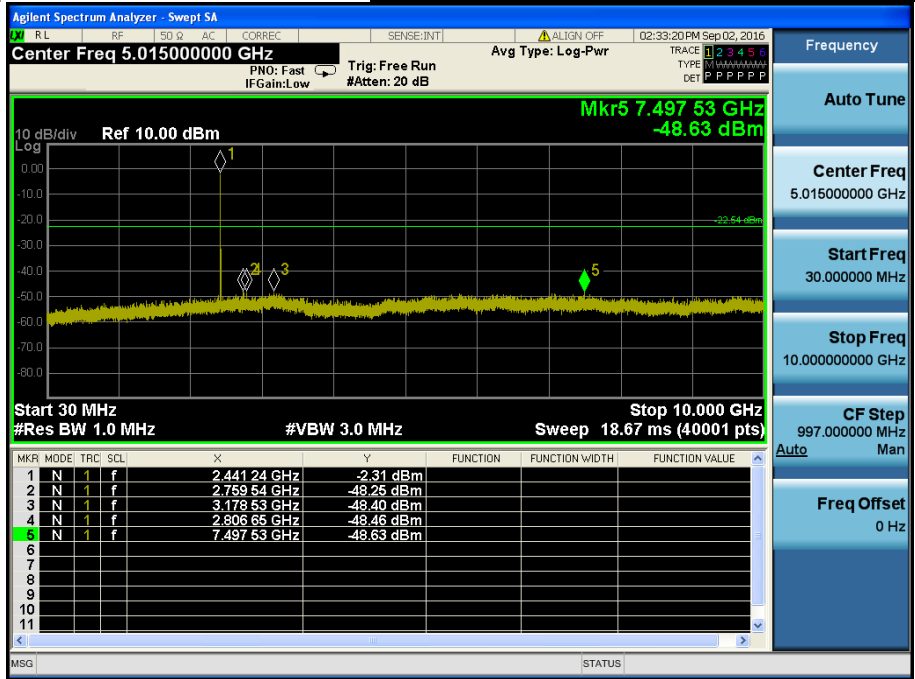 Agilent Spectrum Analyzer - Swept SA
RL RF 50 Ω AC CORREC SENSE:INT ALIGN OFF 02:33:20 PM Sep 02, 2016
Center Freq 5.015000000 GHz
PNO: Fast
IFGain:Low
Trig: Free Run
#Atten: 20 dB
Avg Type: Log-Pwr
TRACE 1 2 3 4 5 6
TYPE M
DET P P P P P P
Mkr5 7.497 53 GHz
-48.63 dBm
10 dB/div Ref 10.00 dBm
Log
0.00
-10.0
-20.0
-30.0
-40.0
-50.0
-60.0
-70.0
-80.0
1
2 4 3 5
-22.54 dBm
Start 30 MHz Stop 10.000 GHz
#Res BW 1.0 MHz #VBW 3.0 MHz Sweep 18.67 ms (40001 pts)
MKR MODE TRC SCL X Y FUNCTION FUNCTION WIDTH FUNCTION VALUE
1 N 1 f 2.441 24 GHz -2.31 dBm
2 N 1 f 2.759 54 GHz -48.25 dBm
3 N 1 f 3.178 53 GHz -48.40 dBm
4 N 1 f 2.806 65 GHz -48.46 dBm
5 N 1 f 7.497 53 GHz -48.63 dBm
6
7
8
9
10
11
MSG STATUS
Frequency
Auto Tune
Center Freq
5.015000000 GHz
Start Freq
30.000000 MHz
Stop Freq
10.000000000 GHz
CF Step
997.000000 MHz
Auto Man
Freq Offset
0 Hz